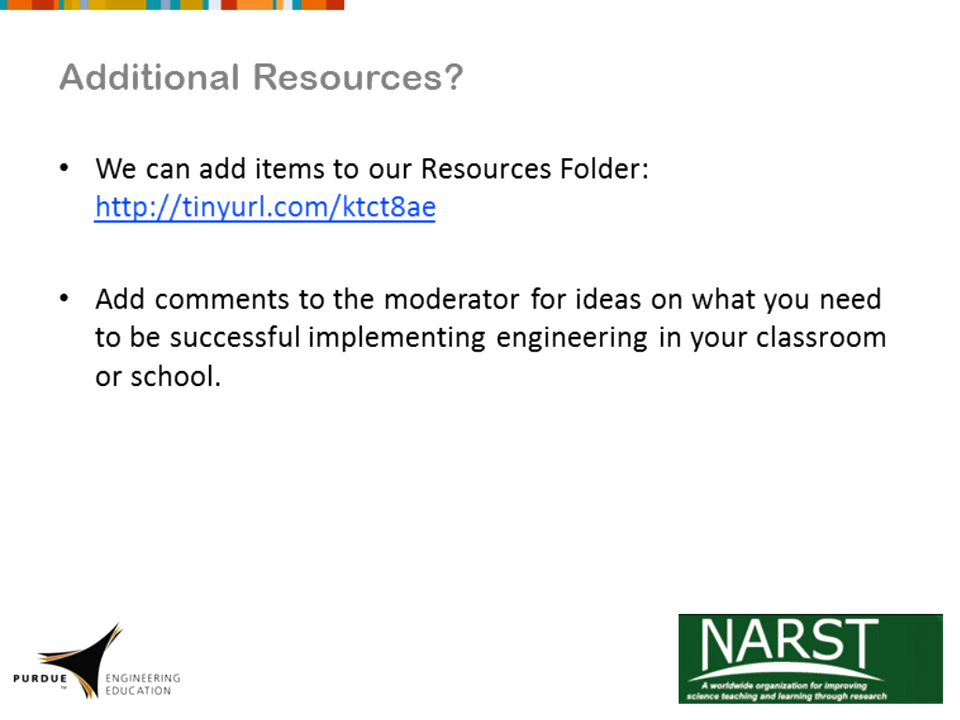 Additional Resources?
• We can add items to our Resources Folder:
http://tinyurl.com/ktct8ae
• Add comments to the moderator for ideas on what you need
to be successful implementing engineering in your classroom
or school.
PURDUE™
ENGINEERING
EDUCATION
NARST
A worldwide organization for improving
science teaching and learning through research